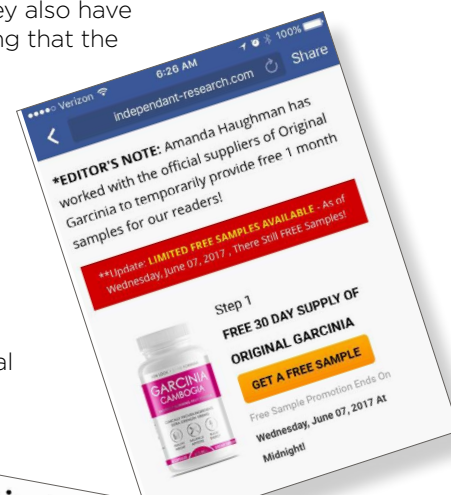 ey also have
ng that the
al
Verizon 6:26 AM 100%
independant-research.com Share
*EDITOR'S NOTE: Amanda Haughman has
worked with the official suppliers of Original
Garcinia to temporarily provide free 1 month
samples for our readers!
**Update: LIMITED FREE SAMPLES AVAILABLE - As of
Wednesday, June 07, 2017 , There Still FREE Samples!
Step 1
FREE 30 DAY SUPPLY OF
ORIGINAL GARCINIA
GET A FREE SAMPLE
Free Sample Promotion Ends On
Wednesday, June 07, 2017 At
Midnight!
GARCINIA
CAMBOGIA